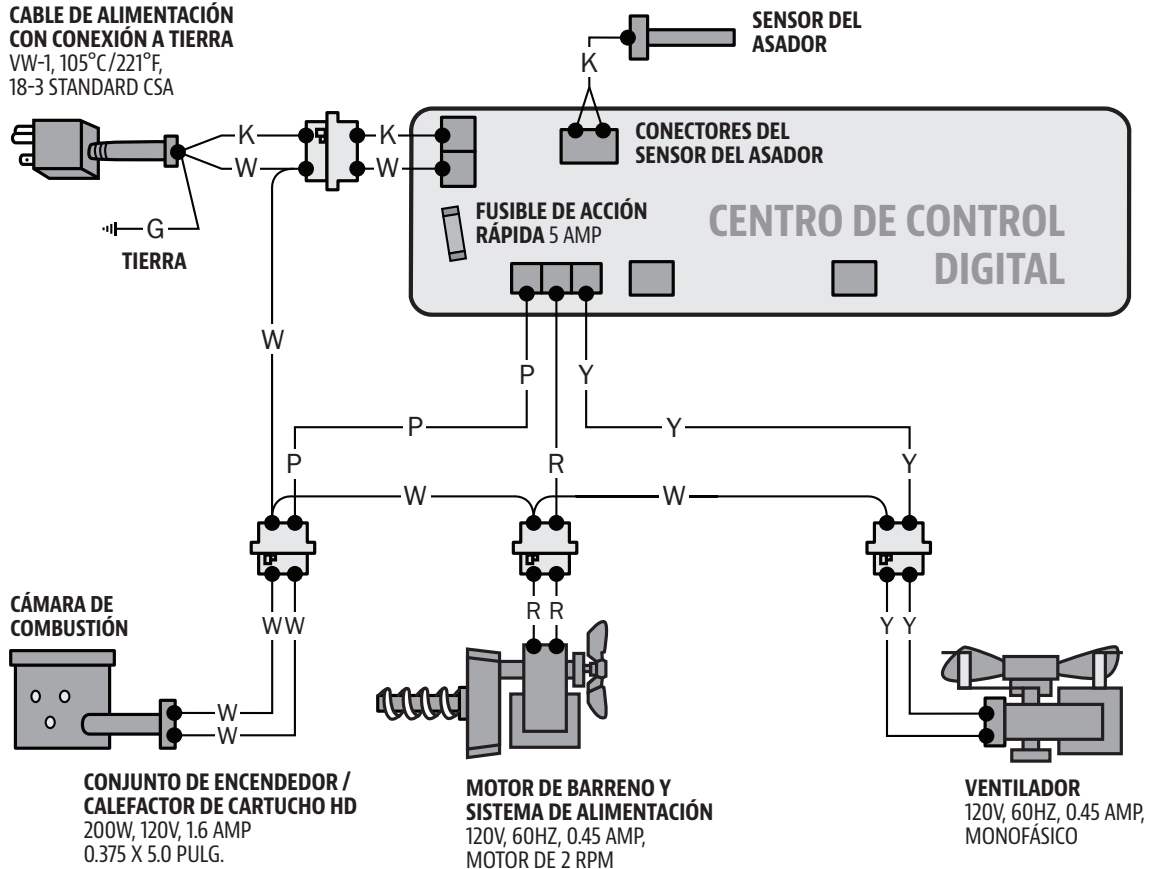 CABLE DE ALIMENTACIÓN
CON CONEXIÓN A TIERRA
VW-1, 105°C/221°F,
18-3 STANDARD CSA
SENSOR DEL
ASADOR
K
CONECTORES DEL
SENSOR DEL ASADOR
K
K
W
W
FUSIBLE DE ACCIÓN
RÁPIDA 5 AMP
CENTRO DE CONTROL
DIGITAL
G
TIERRA
W
P
Y
P
Y
P
R
Y
W
W
R R
W W
Y Y
CÁMARA DE
COMBUSTIÓN
W
W
CONJUNTO DE ENCENDEDOR /
CALEFACTOR DE CARTUCHO HD
200W, 120V, 1.6 AMP
0.375 X 5.0 PULG.
MOTOR DE BARRENO Y
SISTEMA DE ALIMENTACIÓN
120V, 60HZ, 0.45 AMP,
MOTOR DE 2 RPM
VENTILADOR
120V, 60HZ, 0.45 AMP,
MONOFÁSICO